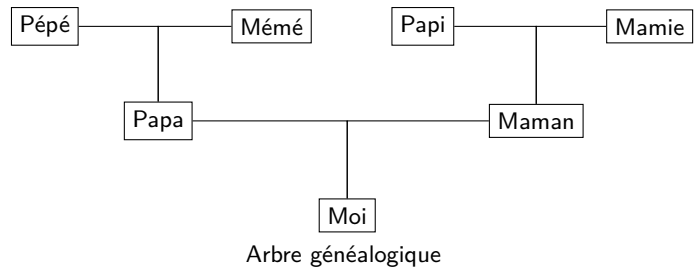 Pépé Mémé Papi Mamie
Papa Maman
Moi
Arbre généalogique